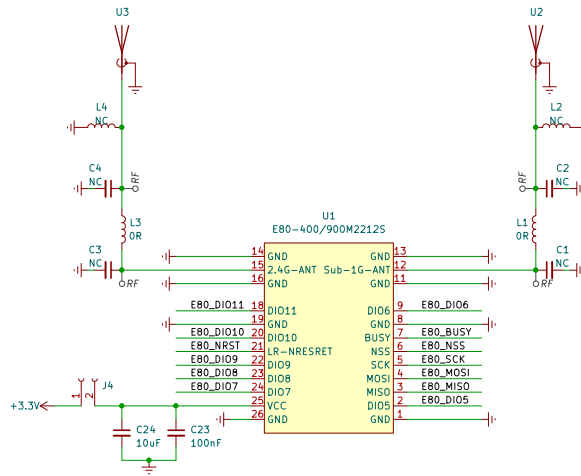 U3
U2
L4
NC
L2
NC
C4
NC
RF
RF
C2
NC
L3
0R
L1
0R
U1
E80-400/900M2212S
C3
NC
RF
C1
NC
RF
14 GND GND 13
15 2.4G-ANT Sub-1G-ANT 12
16 GND GND 11
E80_DIO11 18 DIO11 DIO6 9 E80_DIO6
19 GND GND 8
E80_DIO10 20 DIO10 BUSY 7 E80_BUSY
E80_NRST 21 LR-NRESRET NSS 6 E80_NSS
E80_DIO9 22 DIO9 SCK 5 E80_SCK
E80_DIO8 23 DIO8 MOSI 4 E80_MOSI
E80_DIO7 24 DIO7 MISO 3 E80_MISO
25 VCC DIO5 2 E80_DIO5
26 GND GND 1
J4
+3.3V 1 2
C24
10uF
C23
100nF